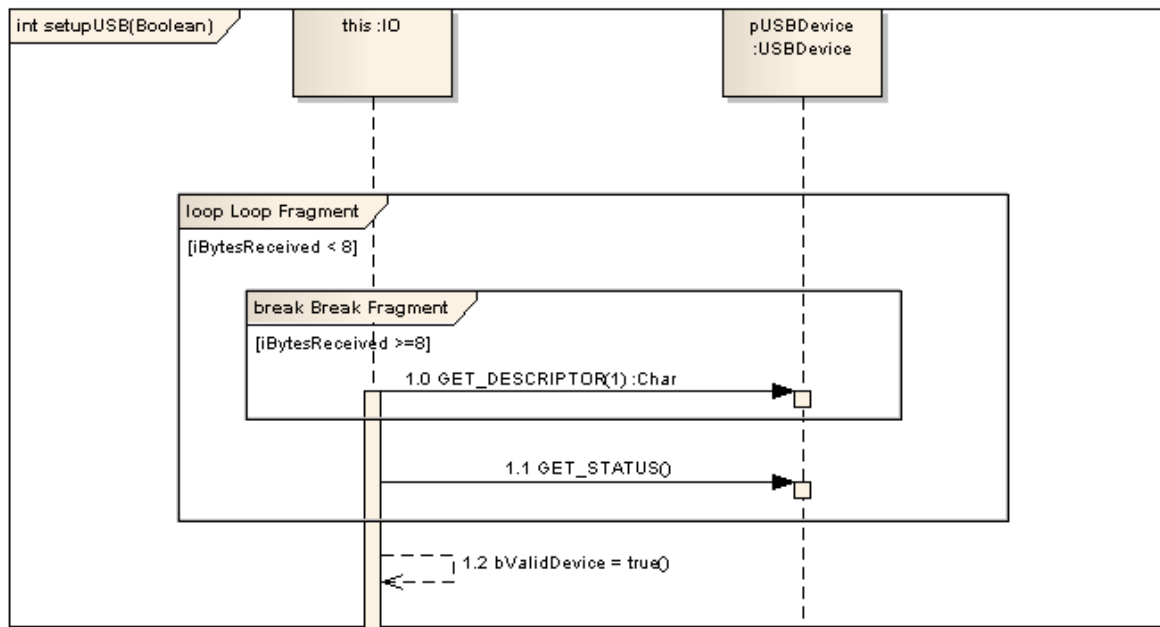 int setupUSB(Boolean)
this :IO
pUSBDevice
:USBDevice
loop Loop Fragment
[iBytesReceived < 8]
break Break Fragment
[iBytesReceived >=8]
1.0 GET_DESCRIPTOR(1) :Char
1.1 GET_STATUS()
1.2 bValidDevice = true()